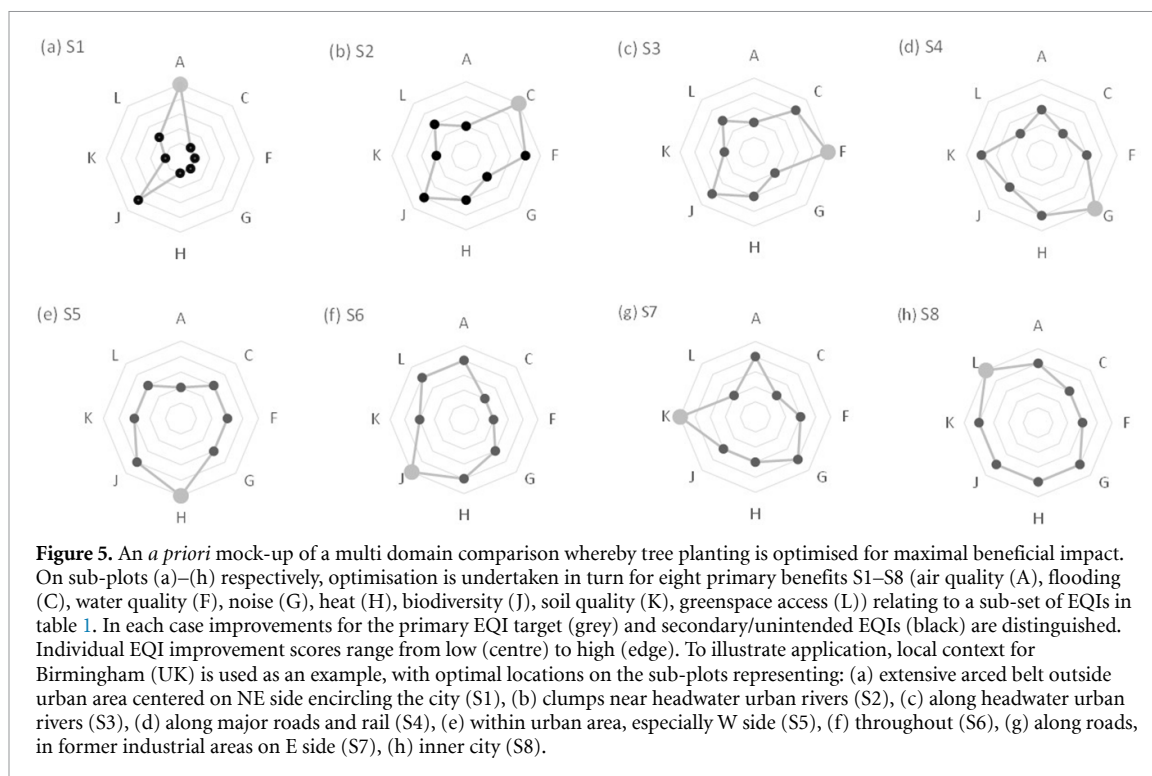 (a) S1
A
L
C
K
F
J
G
H
(b) S2
A
L
C
K
F
J
G
H
(c) S3
A
L
C
K
F
J
G
H
(d) S4
A
L
C
K
F
J
G
H
(e) S5
A
L
C
K
F
J
G
H
(f) S6
A
L
C
K
F
J
G
H
(g) S7
A
L
C
K
F
J
G
H
(h) S8
A
L
C
K
F
J
G
H
Figure 5. An a priori mock-up of a multi domain comparison whereby tree planting is optimised for maximal beneficial impact.
On sub-plots (a)–(h) respectively, optimisation is undertaken in turn for eight primary benefits S1–S8 (air quality (A), flooding
(C), water quality (F), noise (G), heat (H), biodiversity (J), soil quality (K), greenspace access (L)) relating to a sub-set of EQIs in
table 1. In each case improvements for the primary EQI target (grey) and secondary/unintended EQIs (black) are distinguished.
Individual EQI improvement scores range from low (centre) to high (edge). To illustrate application, local context for
Birmingham (UK) is used as an example, with optimal locations on the sub-plots representing: (a) extensive arced belt outside
urban area centered on NE side encircling the city (S1), (b) clumps near headwater urban rivers (S2), (c) along headwater urban
rivers (S3), (d) along major roads and rail (S4), (e) within urban area, especially W side (S5), (f) throughout (S6), (g) along roads,
in former industrial areas on E side (S7), (h) inner city (S8).